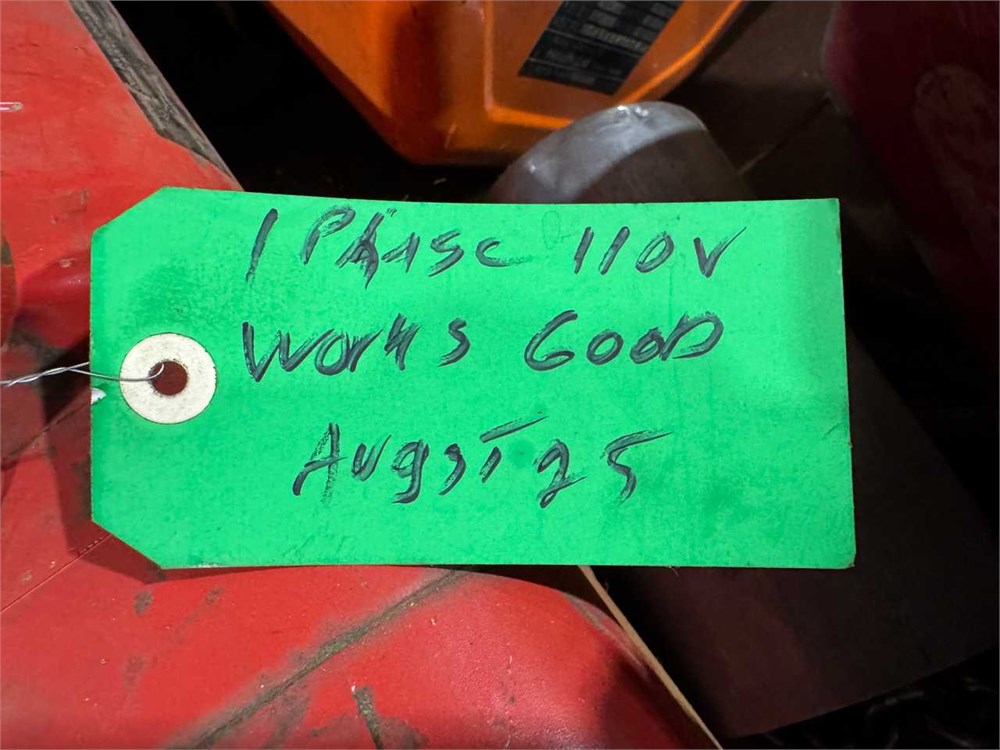 1 PHASE 110V
WORKS GOOD
AUgST 25